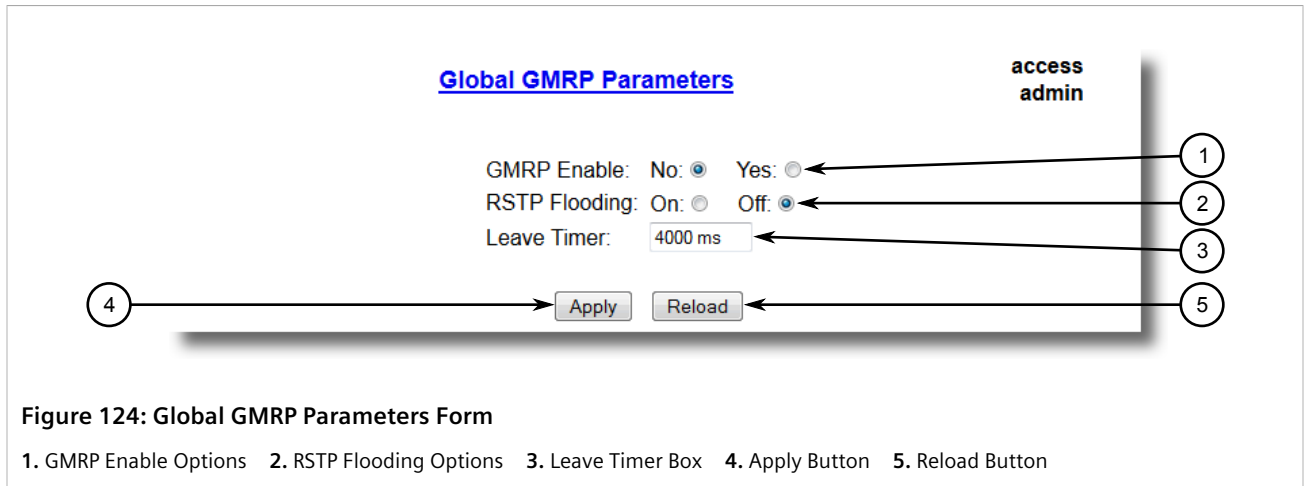 Global GMRP Parameters
access
admin
GMRP Enable: No: Yes:
1
RSTP Flooding: On: Off:
2
Leave Timer: 4000 ms
3
4
Apply Reload
5
Figure 124: Global GMRP Parameters Form
1. GMRP Enable Options 2. RSTP Flooding Options 3. Leave Timer Box 4. Apply Button 5. Reload Button